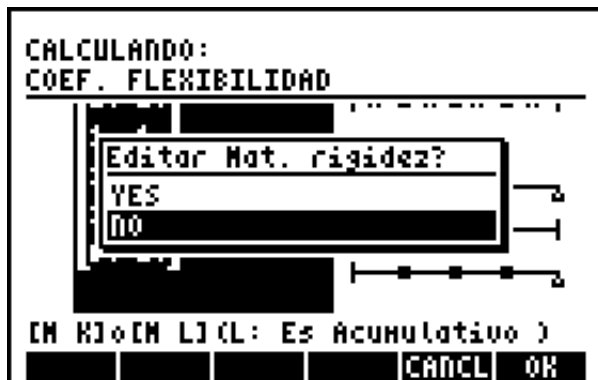 CALCULANDO:
COEF. FLEXIBILIDAD
Editar Mat. rigidez?
YES
NO
[M K]o[M L](L: Es Acumulativo )
CANCL OK